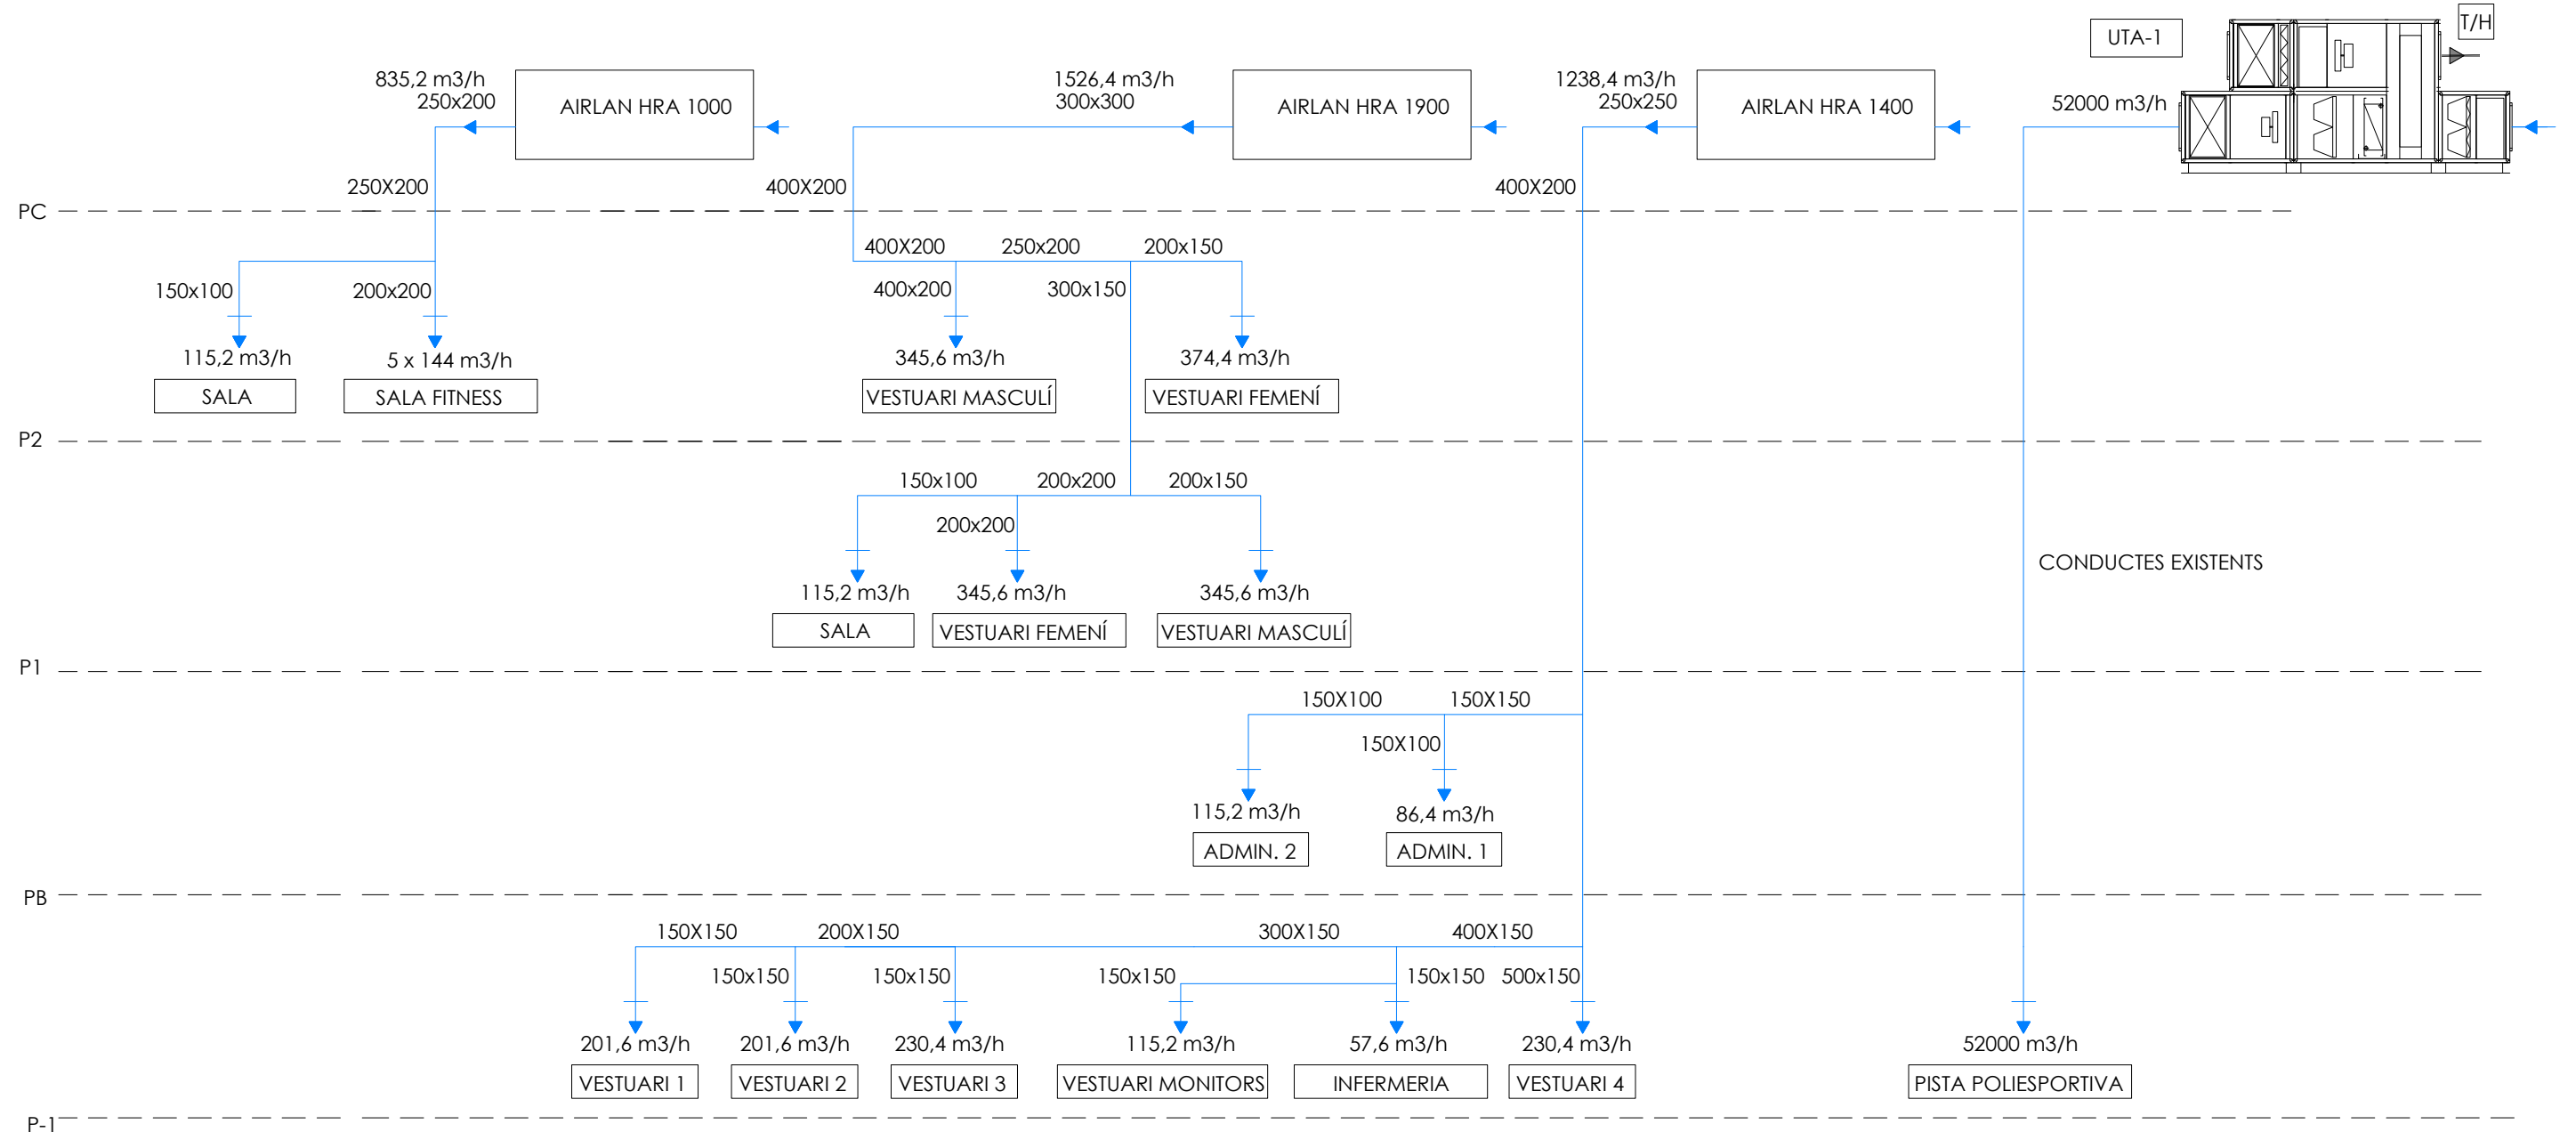 T/H
UTA-1
835,2 m3/h
250x200
AIRLAN HRA 1000
1526,4 m3/h
300x300
AIRLAN HRA 1900
1238,4 m3/h
250x250
AIRLAN HRA 1400
52000 m3/h
250X200
400X200
400X200
PC
400X200
250x200
200x150
150x100
200x200
400x200
300x150
115,2 m3/h
5 x 144 m3/h
345,6 m3/h
374,4 m3/h
SALA
SALA FITNESS
VESTUARI MASCULÍ
VESTUARI FEMENÍ
P2
150x100
200x200
200x150
200x200
CONDUCTES EXISTENTS
115,2 m3/h
345,6 m3/h
345,6 m3/h
SALA
VESTUARI FEMENÍ
VESTUARI MASCULÍ
P1
150X100
150X150
150X100
115,2 m3/h
86,4 m3/h
ADMIN. 2
ADMIN. 1
PB
150X150
200X150
300X150
400X150
150x150
150x150
150x150
150x150
500x150
201,6 m3/h
201,6 m3/h
230,4 m3/h
115,2 m3/h
57,6 m3/h
230,4 m3/h
52000 m3/h
VESTUARI 1
VESTUARI 2
VESTUARI 3
VESTUARI MONITORS
INFERMERIA
VESTUARI 4
PISTA POLIESPORTIVA
P-1